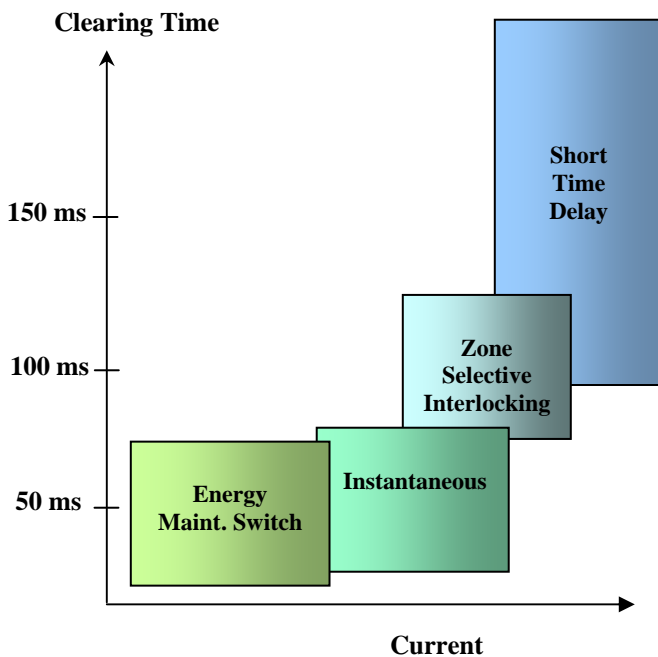 Clearing Time
Short
Time
Delay
150 ms
Zone
Selective
Interlocking
100 ms
Instantaneous
Energy
Maint. Switch
50 ms
Current